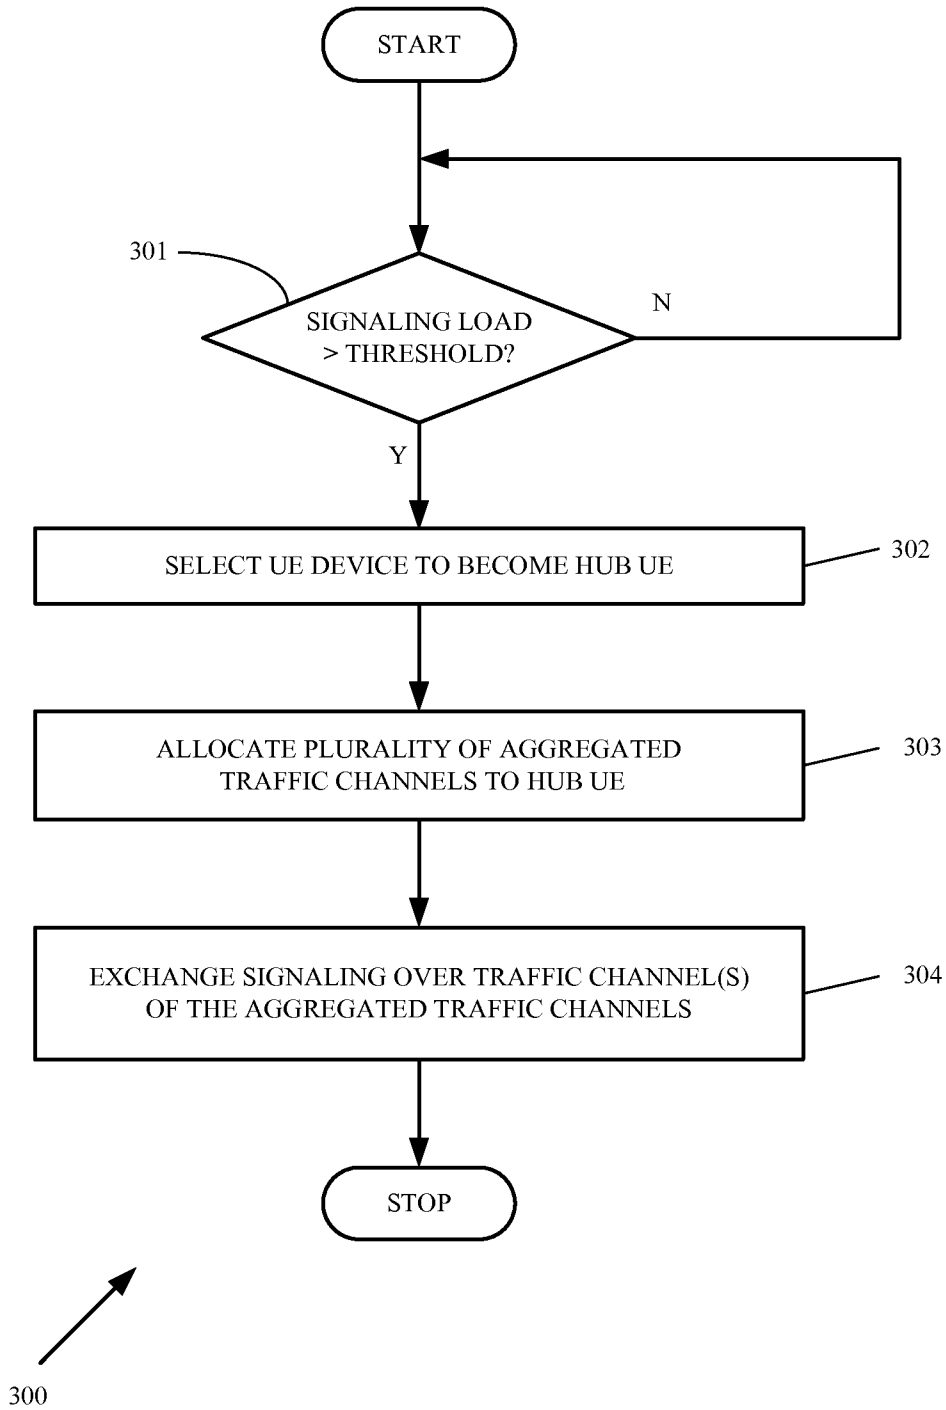 START
301
SIGNALING LOAD
> THRESHOLD?
N
Y
SELECT UE DEVICE TO BECOME HUB UE
302
ALLOCATE PLURALITY OF AGGREGATED
TRAFFIC CHANNELS TO HUB UE
303
EXCHANGE SIGNALING OVER TRAFFIC CHANNEL(S)
OF THE AGGREGATED TRAFFIC CHANNELS
304
STOP
300